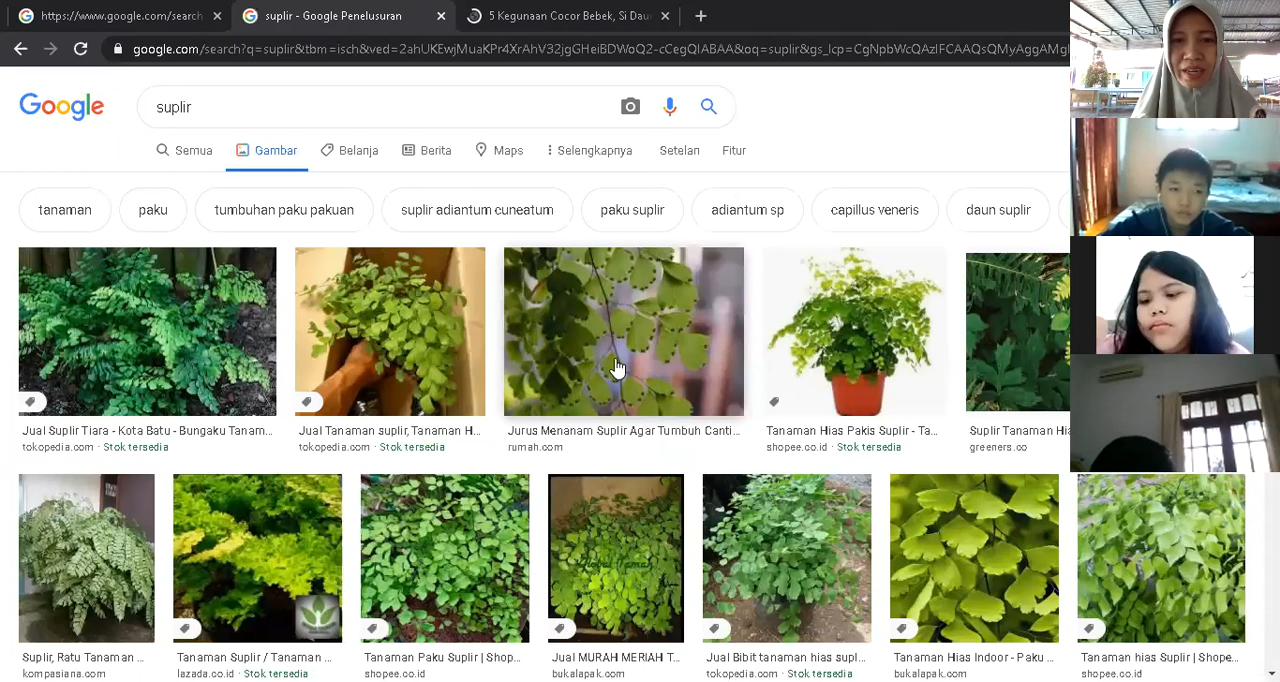 https://www.google.com/search
suplir - Google Penelusuran
5 Kegunaan Cocor Bebek, Si Dau
google.com/search?q=suplir&tbm=isch&ved=2ahUKEwjMuaKPr4XrAhV32jgGHeiBDWoQ2-cCegQIABAA&oq=suplir&gs_lcp=CgNpbWcQAzIFCAAQsQMyAggAMgI
Google
suplir
Semua
Gambar
Belanja
Berita
Maps
Selengkapnya
Setelan
Fitur
tanaman
paku
tumbuhan paku pakuan
suplir adiantum cuneatum
paku suplir
adiantum sp
capillus veneris
daun suplir
Jual Suplir Tiara - Kota Batu - Bungaku Tanam...
tokopedia.com · Stok tersedia
Jual Tanaman suplir, Tanaman H...
tokopedia.com · Stok tersedia
Jurus Menanam Suplir Agar Tumbuh Canti...
rumah.com
Tanaman Hias Pakis Suplir - Ta...
shopee.co.id · Stok tersedia
Suplir Tanaman Hia
greeners.co
Suplir, Ratu Tanaman ...
kompasiana.com
Tanaman Suplir / Tanaman ...
lazada.co.id · Stok tersedia
Tanaman Paku Suplir | Shop...
shopee.co.id
Jual MURAH MERIAH T...
bukalapak.com
Jual Bibit tanaman hias supl...
tokopedia.com · Stok tersedia
Tanaman Hias Indoor - Paku ...
bukalapak.com
Tanaman hias Suplir | Shope...
shopee.co.id